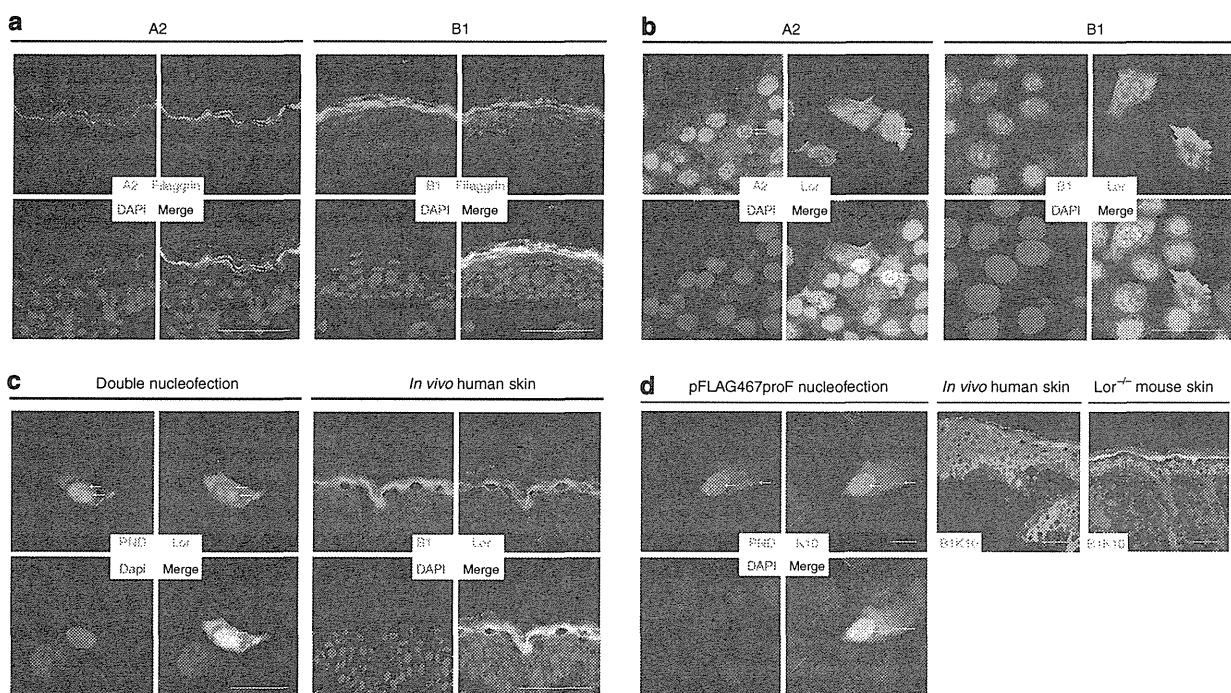 a
A2
B1
A2 Filaggrin
DAPI Merge
B1 Filaggrin
DAPI Merge
b
A2
B1
A2 Lor
DAPI Merge
B1 Lor
DAPI Merge
c
Double nucleofection
In vivo human skin
PND Lor
Dapi Merge
B1 Lor
DAPI Merge
d
pFLAG467proF nucleofection
In vivo human skin
Lor−/− mouse skin
PND K10
DAPI Merge
B1K10
B1K10